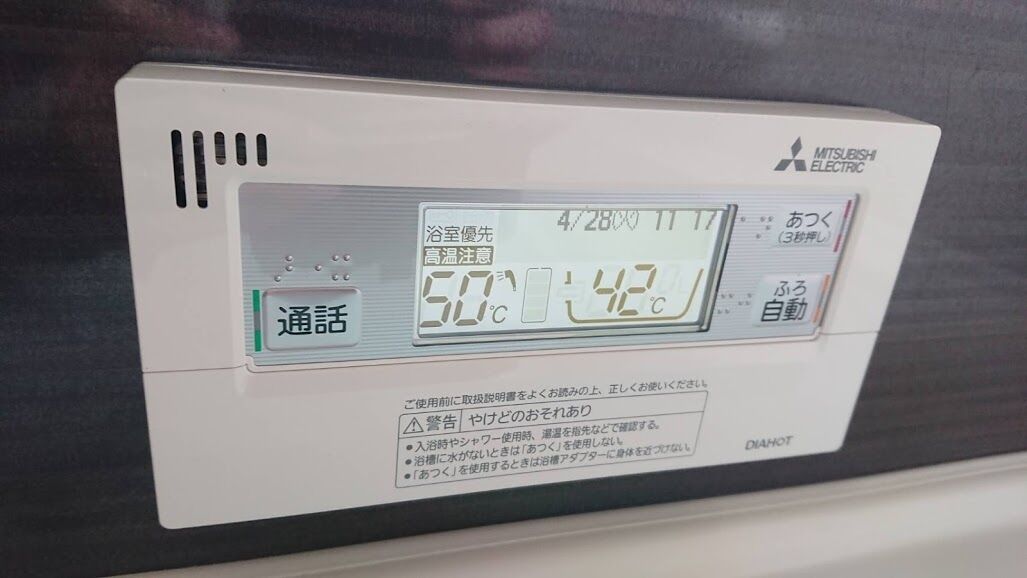 MITSUBISHI
ELECTRIC
4/28(火) 11 17
浴室優先
高温注意
50℃
42℃
あつく
(3秒押し)
通話
ふろ
自動
ご使用前に取扱説明書をよくお読みの上、正しくお使いください。
警告 やけどのおそれあり
●入浴時やシャワー使用時、湯温を指先などで確認する。
●浴槽に水がないときは「あつく」を使用しない。
●「あつく」を使用するときは浴槽アダプターに身体を近づけない。
DIAHOT